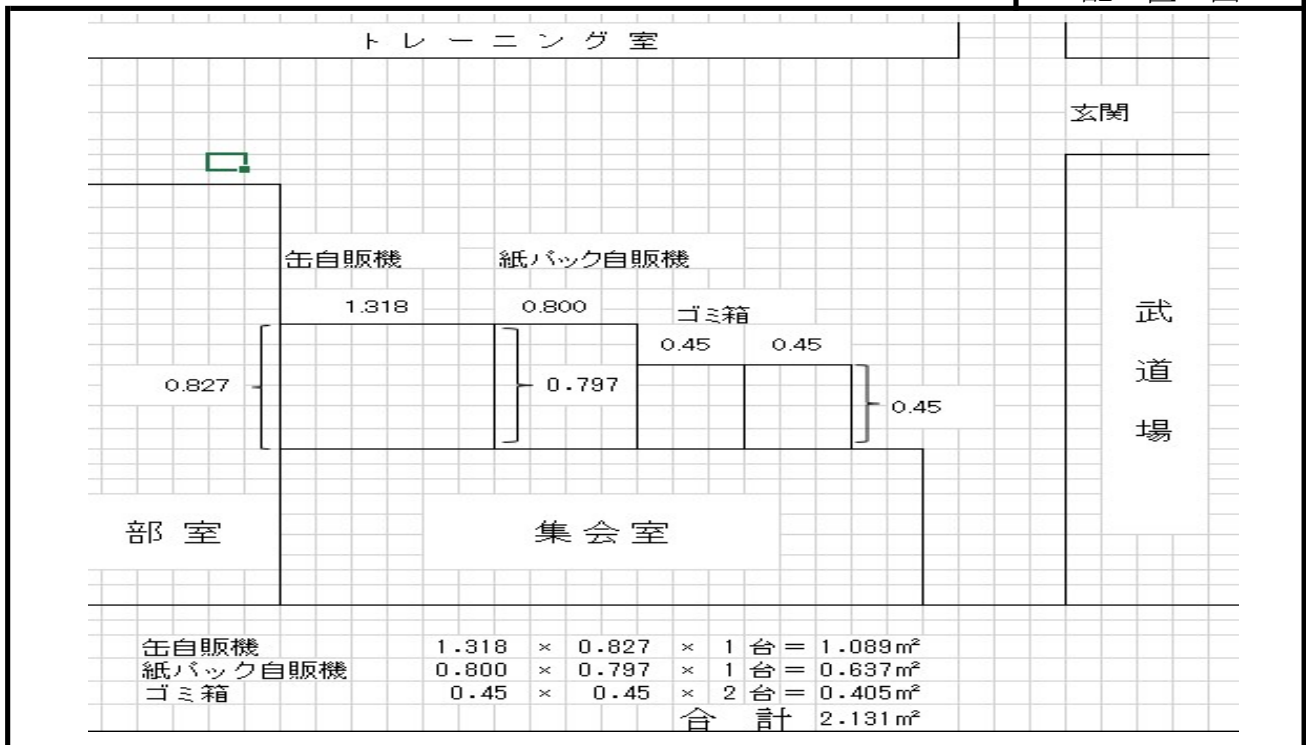 トレーニング室
玄関
缶自販機 紙パック自販機
1.318 0.800 ゴミ箱
0.45 0.45
0.827 0.797 0.45
武道場
部室 集会室
缶自販機 1.318 × 0.827 × 1 台＝ 1.089㎡
紙パック自販機 0.800 × 0.797 × 1 台＝ 0.637㎡
ゴミ箱 0.45 × 0.45 × 2 台＝ 0.405㎡
合 計 2.131㎡